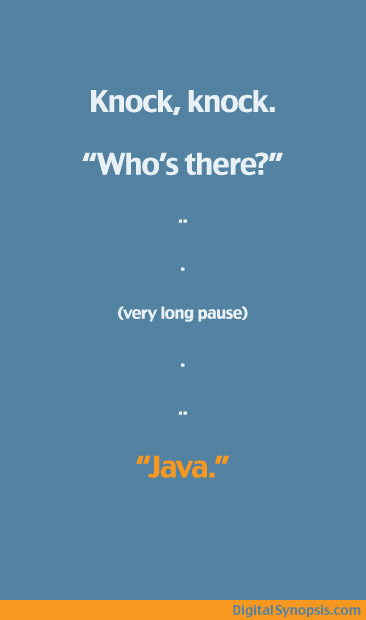 Knock, knock.
“Who’s there?”
..
.
(very long pause)
.
..
“Java.”
DigitalSynopsis.com